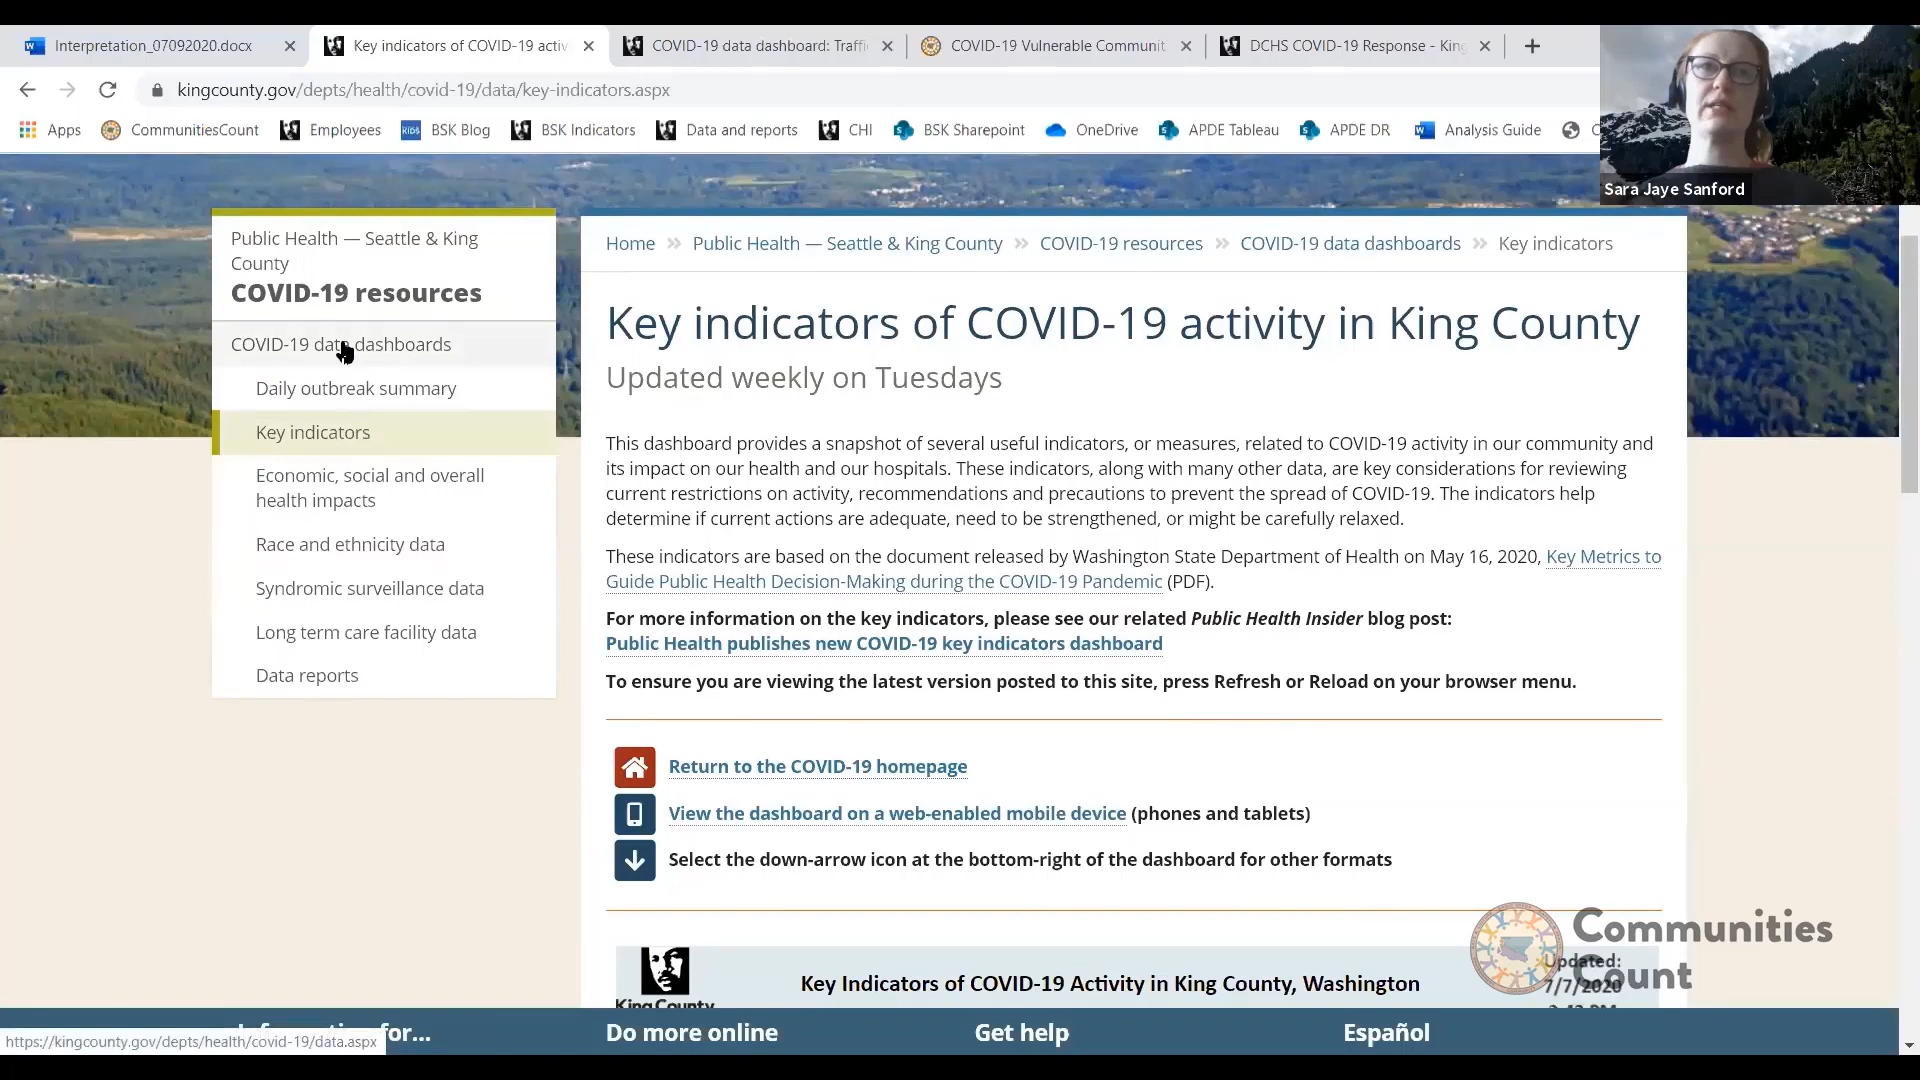 Interpretation_07092020.docx
Key indicators of COVID-19 activ
COVID-19 data dashboard: Traffi
COVID-19 Vulnerable Communit
DCHS COVID-19 Response - King
kingcounty.gov/depts/health/covid-19/data/key-indicators.aspx
Apps
CommunitiesCount
Employees
BSK Blog
BSK Indicators
Data and reports
CHI
BSK Sharepoint
OneDrive
APDE Tableau
APDE DR
Analysis Guide
Sara Jaye Sanford
Public Health — Seattle & King
County
COVID-19 resources
COVID-19 data dashboards
Daily outbreak summary
Key indicators
Economic, social and overall
health impacts
Race and ethnicity data
Syndromic surveillance data
Long term care facility data
Data reports
Home » Public Health — Seattle & King County » COVID-19 resources » COVID-19 data dashboards » Key indicators
Key indicators of COVID-19 activity in King County
Updated weekly on Tuesdays
This dashboard provides a snapshot of several useful indicators, or measures, related to COVID-19 activity in our community and
its impact on our health and our hospitals. These indicators, along with many other data, are key considerations for reviewing
current restrictions on activity, recommendations and precautions to prevent the spread of COVID-19. The indicators help
determine if current actions are adequate, need to be strengthened, or might be carefully relaxed.
These indicators are based on the document released by Washington State Department of Health on May 16, 2020, Key Metrics to
Guide Public Health Decision-Making during the COVID-19 Pandemic (PDF).
For more information on the key indicators, please see our related Public Health Insider blog post:
Public Health publishes new COVID-19 key indicators dashboard
To ensure you are viewing the latest version posted to this site, press Refresh or Reload on your browser menu.
Return to the COVID-19 homepage
View the dashboard on a web-enabled mobile device (phones and tablets)
Select the down-arrow icon at the bottom-right of the dashboard for other formats
King County
Key Indicators of COVID-19 Activity in King County, Washington
Updated:
7/7/2020
Communities
Count
for...
Do more online
Get help
Español
https://kingcounty.gov/depts/health/covid-19/data.aspx